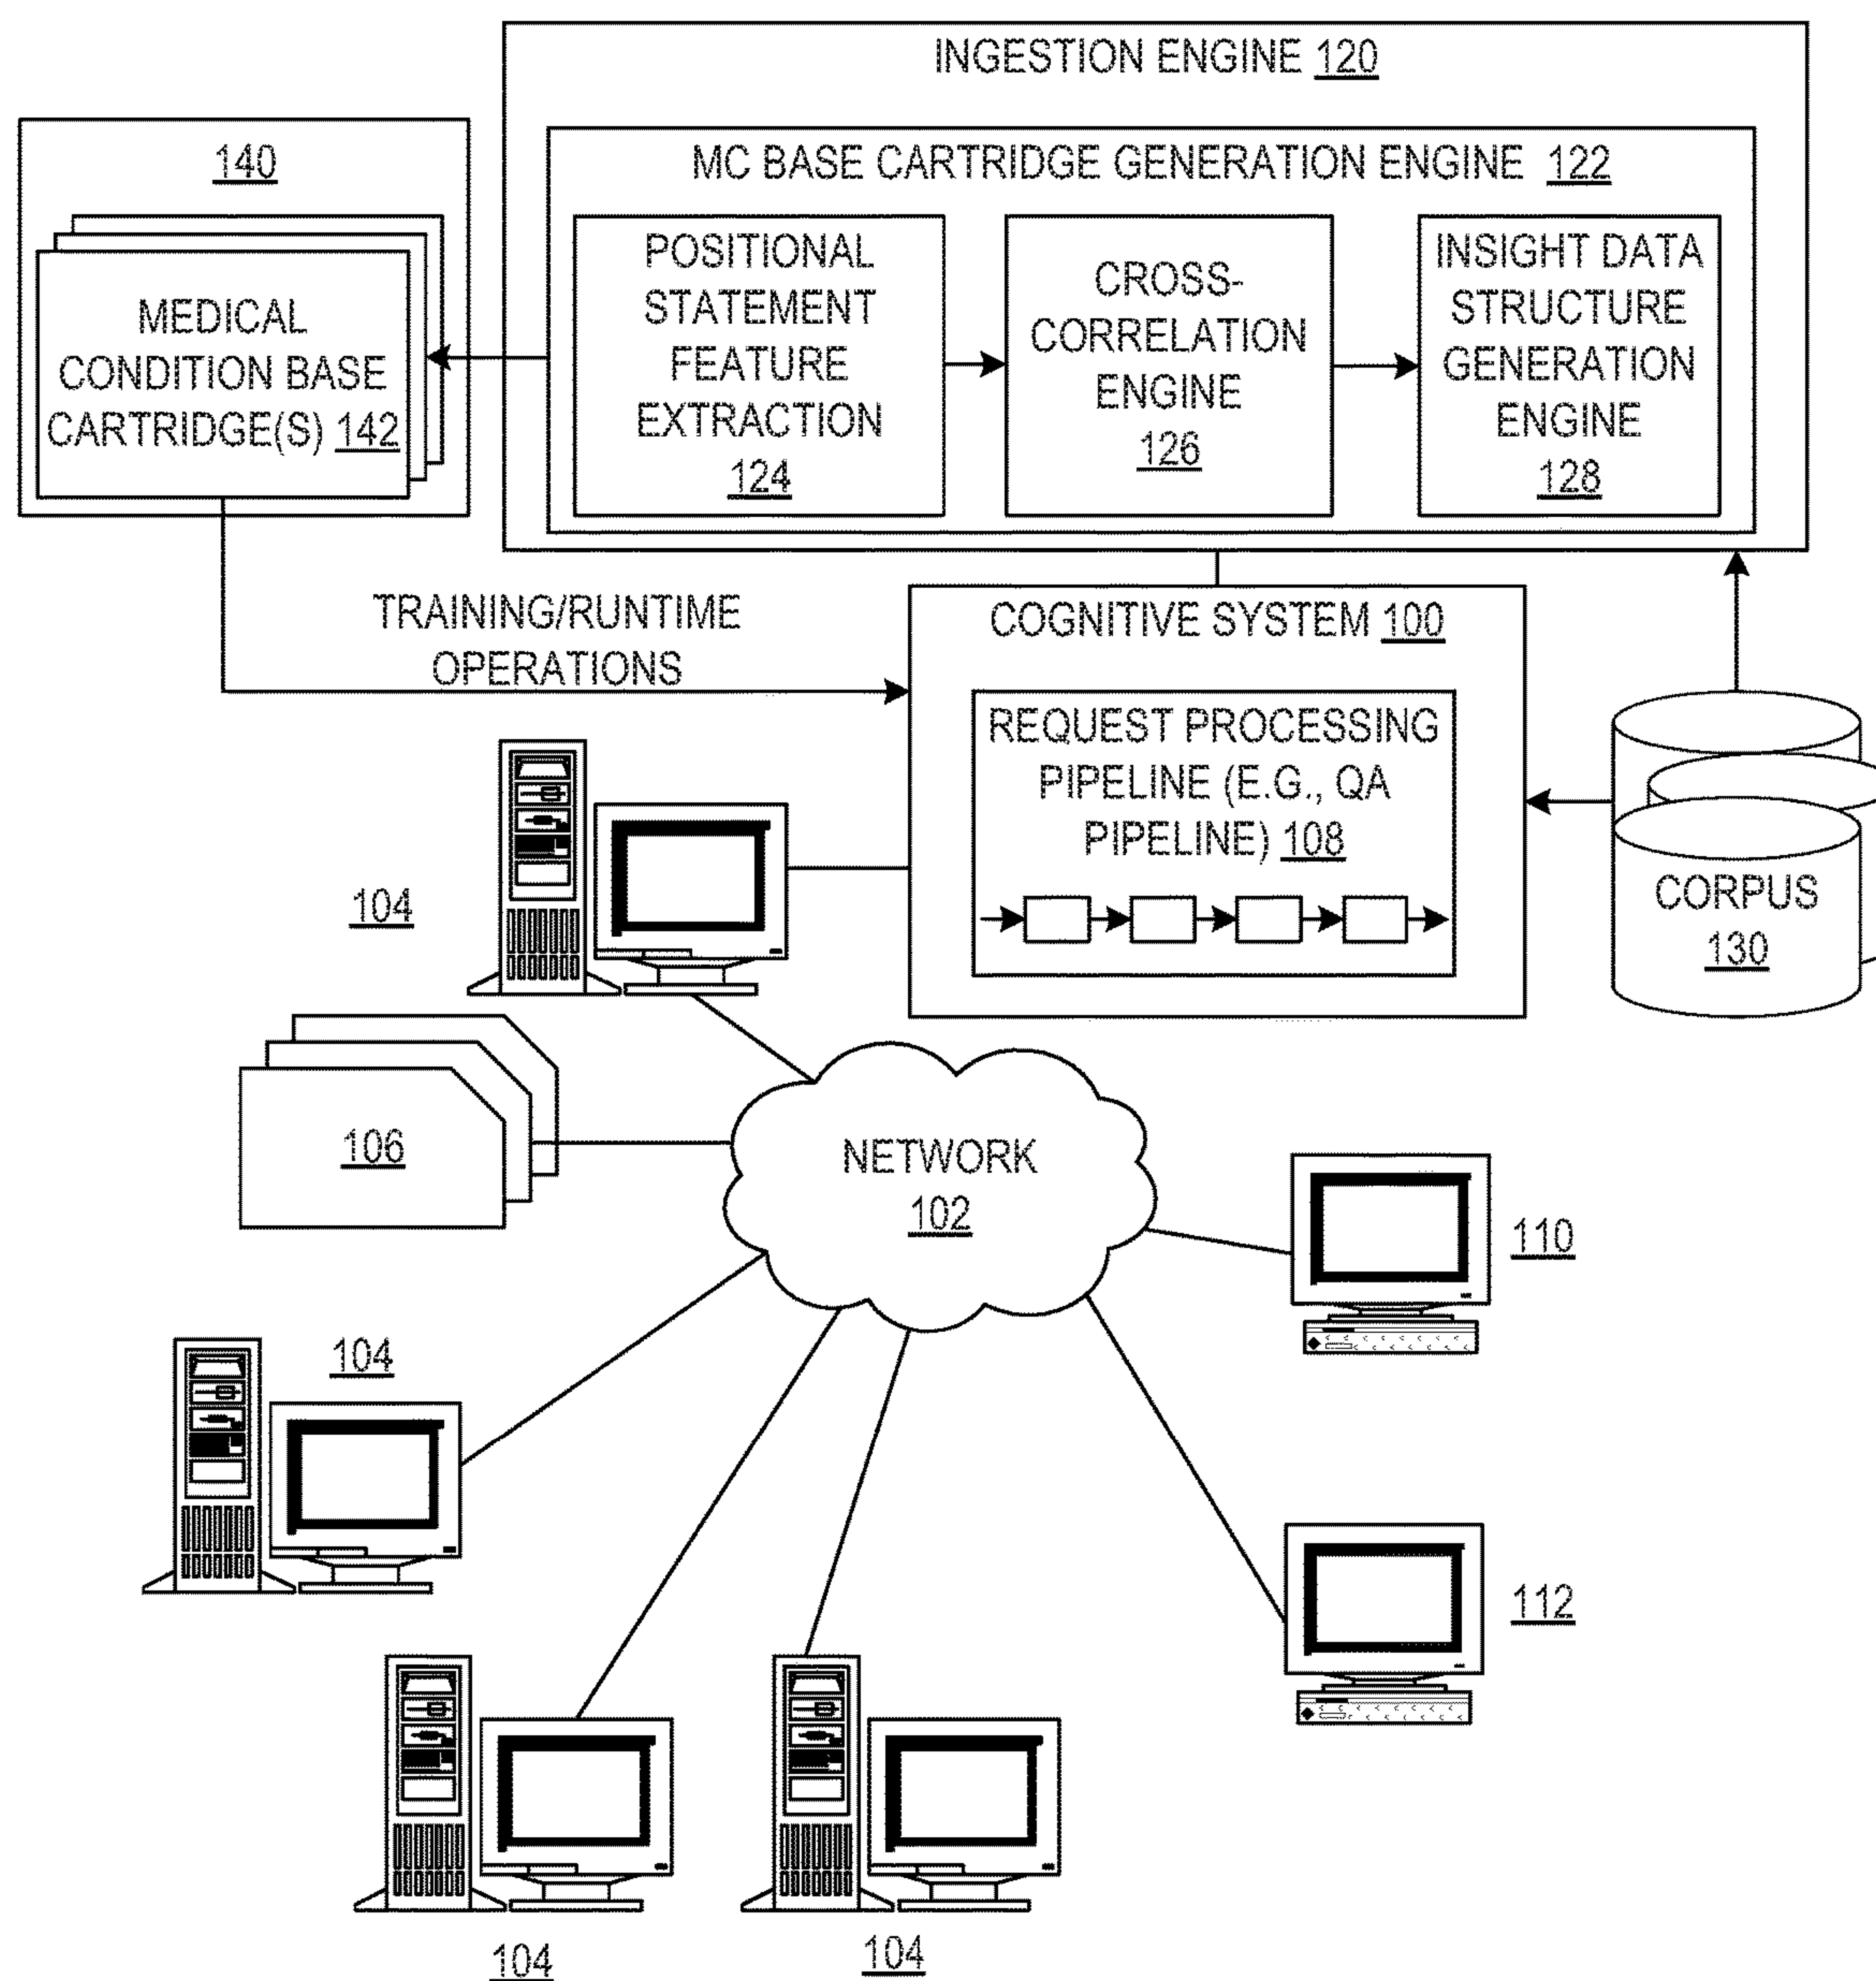 INGESTION ENGINE 120
140
MC BASE CARTRIDGE GENERATION ENGINE 122
MEDICAL
CONDITION BASE
CARTRIDGE(S) 142
POSITIONAL
STATEMENT
FEATURE
EXTRACTION
124
CROSS-
CORRELATION
ENGINE
126
INSIGHT DATA
STRUCTURE
GENERATION
ENGINE
128
TRAINING/RUNTIME
OPERATIONS
COGNITIVE SYSTEM 100
REQUEST PROCESSING
PIPELINE (E.G., QA
PIPELINE) 108
CORPUS
130
104
106
NETWORK
102
110
104
112
104
104